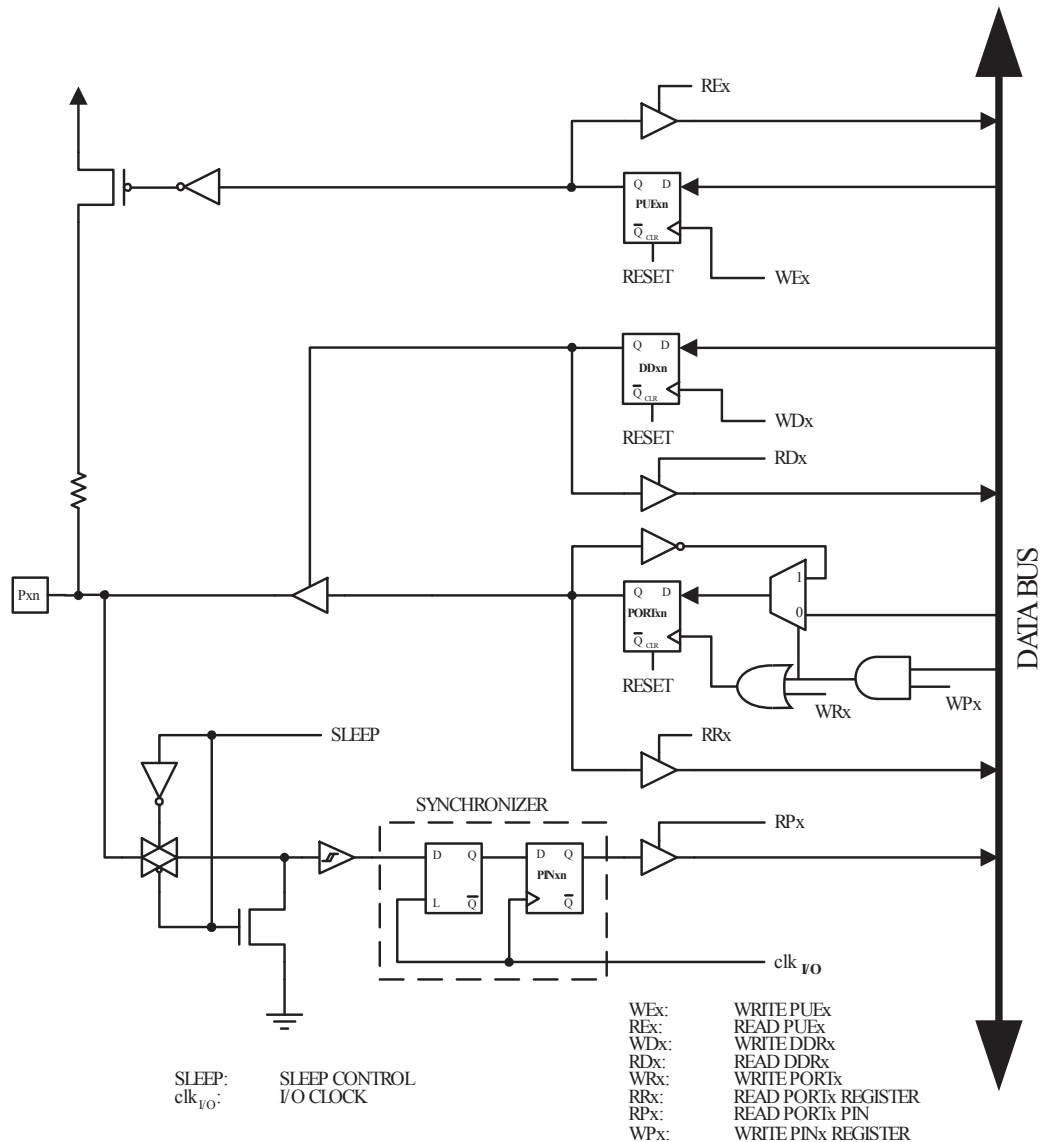 REx
Q D
PUExn
Q CLR
RESET
WEx
Q D
DDxn
Q CLR
RESET
WDx
RDx
Pxn
1
0
Q D
PORTxn
Q CLR
RESET
WRx
WPx
DATA BUS
SLEEP
RRx
SYNCHRONIZER
RPx
D Q
L Q
D Q
PINxn
Q
clk I/O
WEx: WRITE PUEx
REx: READ PUEx
WDx: WRITE DDRx
RDx: READ DDRx
WRx: WRITE PORTx
RRx: READ PORTx REGISTER
RPx: READ PORTx PIN
WPx: WRITE PINx REGISTER
SLEEP: SLEEP CONTROL
clk I/O: I/O CLOCK